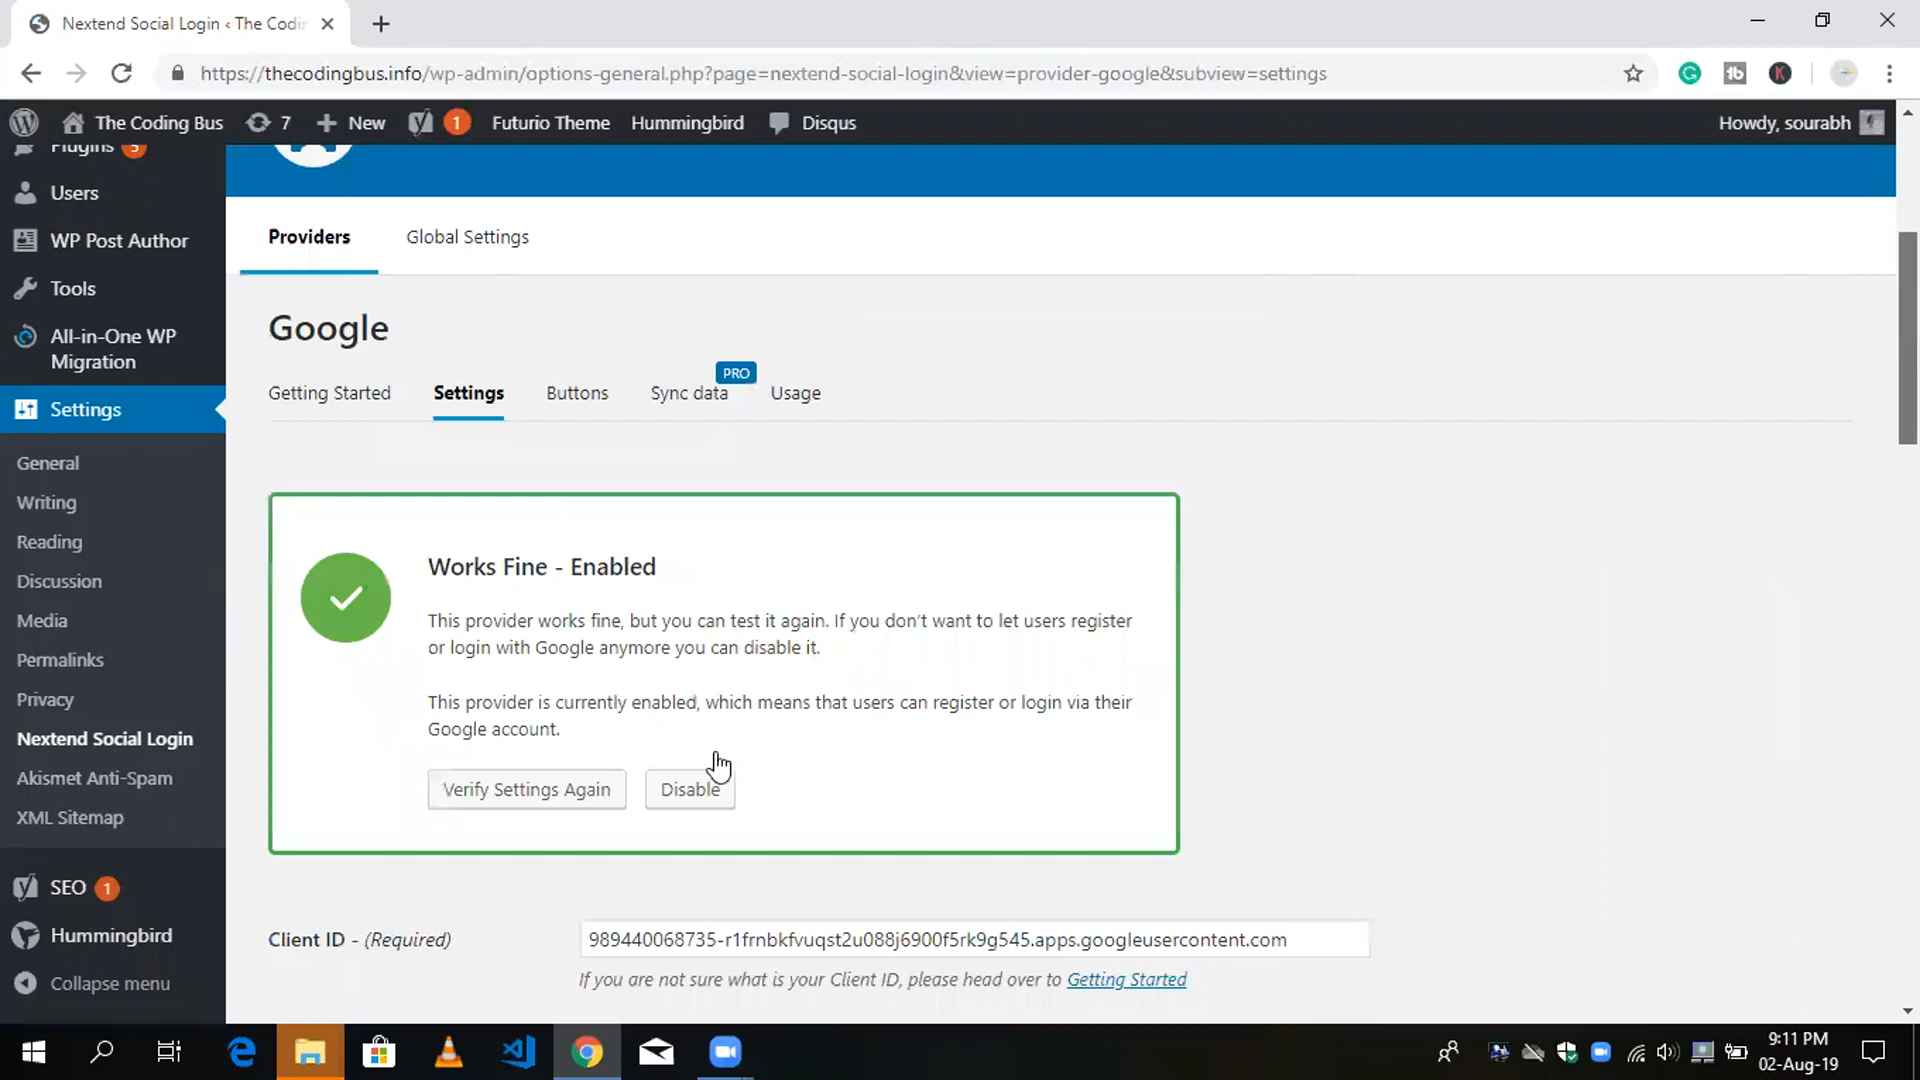 Nextend Social Login ‹ The Codin
https://thecodingbus.info/wp-admin/options-general.php?page=nextend-social-login&view=provider-google&subview=settings
The Coding Bus 7 New 1 Futurio Theme Hummingbird Disqus Howdy, sourabh
Plugins 5
Users
WP Post Author
Tools
All-in-One WP
Migration
Settings
General
Writing
Reading
Discussion
Media
Permalinks
Privacy
Nextend Social Login
Akismet Anti-Spam
XML Sitemap
SEO 1
Hummingbird
Collapse menu
Providers Global Settings
Google
PRO
Getting Started Settings Buttons Sync data Usage
Works Fine - Enabled
This provider works fine, but you can test it again. If you don’t want to let users register
or login with Google anymore you can disable it.
This provider is currently enabled, which means that users can register or login via their
Google account.
Verify Settings Again Disable
Client ID - (Required) 989440068735-r1frnbkfvuqst2u088j6900f5rk9g545.apps.googleusercontent.com
If you are not sure what is your Client ID, please head over to Getting Started
9:11 PM
02-Aug-19